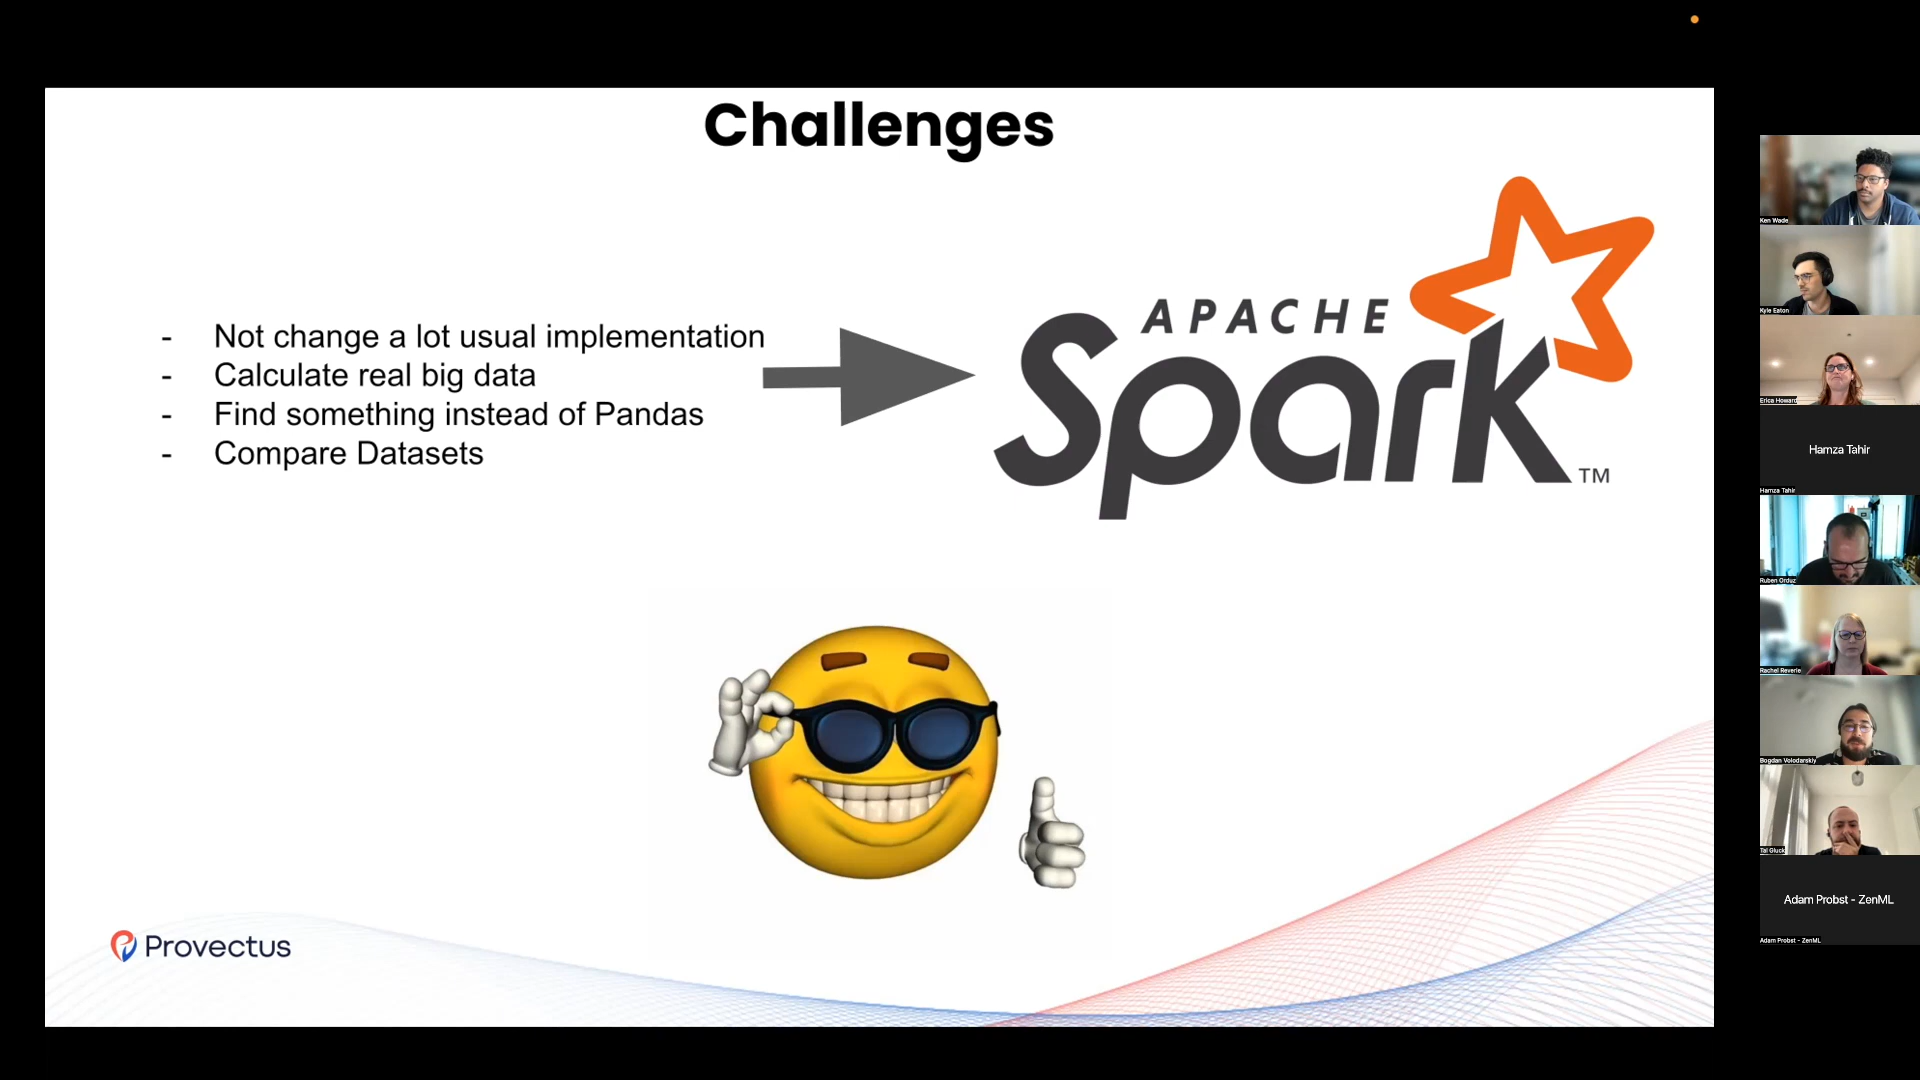 Challenges
- Not change a lot usual implementation
- Calculate real big data
- Find something instead of Pandas
- Compare Datasets
APACHE
Spark
TM
Provectus
Ken Wade
Kyle Eaton
Erica Howard
Hamza Tahir
Hamza Tahir
Ruben Orduz
Rachel Reverie
Bogdan Volodarskiy
Tal Gluck
Adam Probst - ZenML
Adam Probst - ZenML